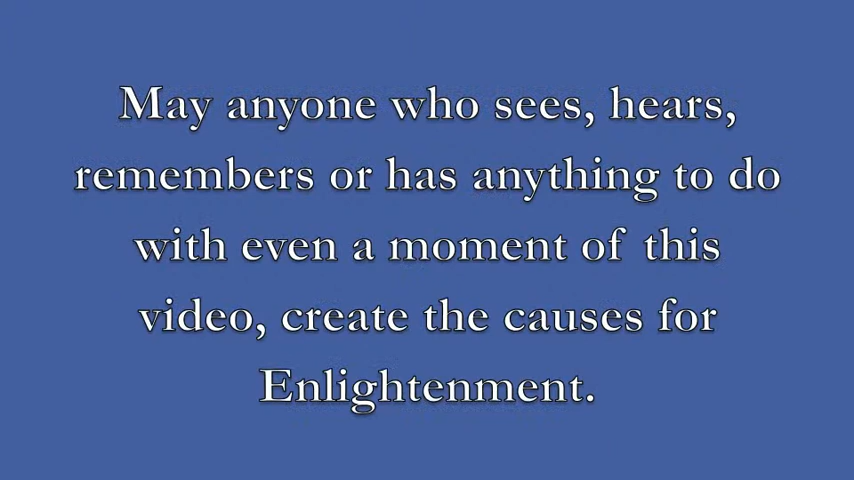 May anyone who sees, hears,
remembers or has anything to do
with even a moment of this
video, create the causes for
Enlightenment.